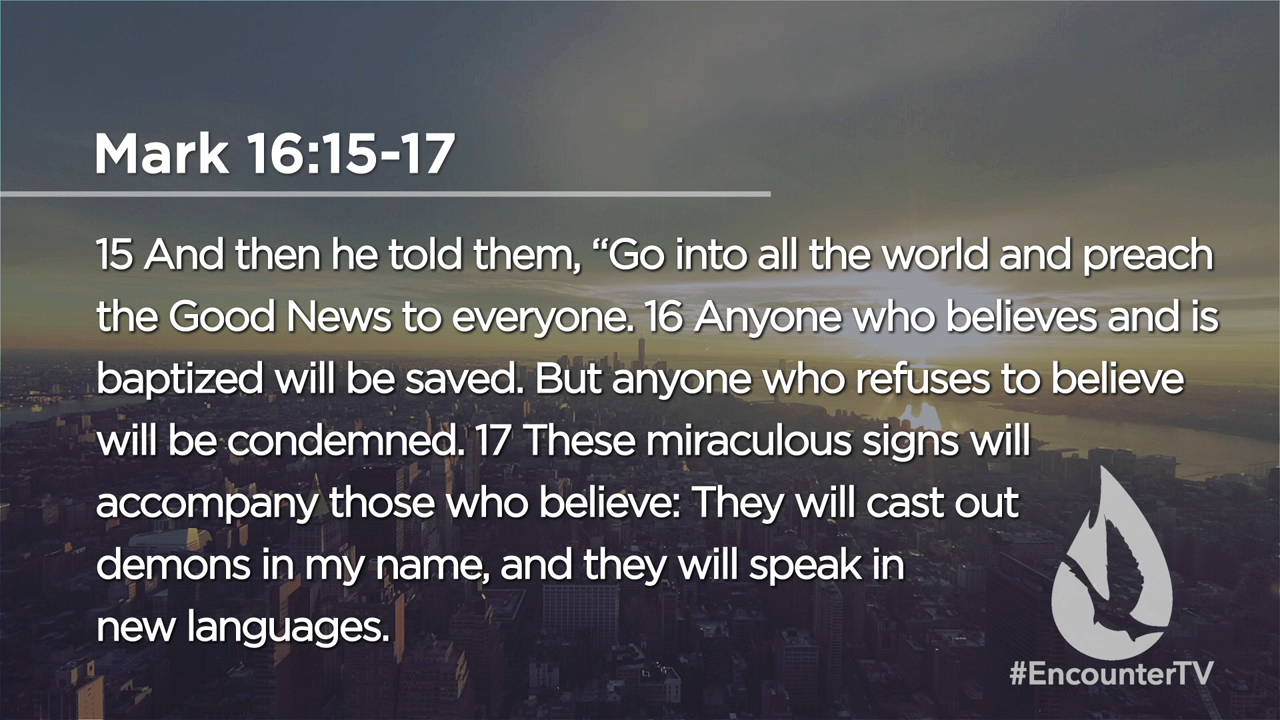 Mark 16:15-17
15 And then he told them, “Go into all the world and preach
the Good News to everyone. 16 Anyone who believes and is
baptized will be saved. But anyone who refuses to believe
will be condemned. 17 These miraculous signs will
accompany those who believe: They will cast out
demons in my name, and they will speak in
new languages.
#EncounterTV